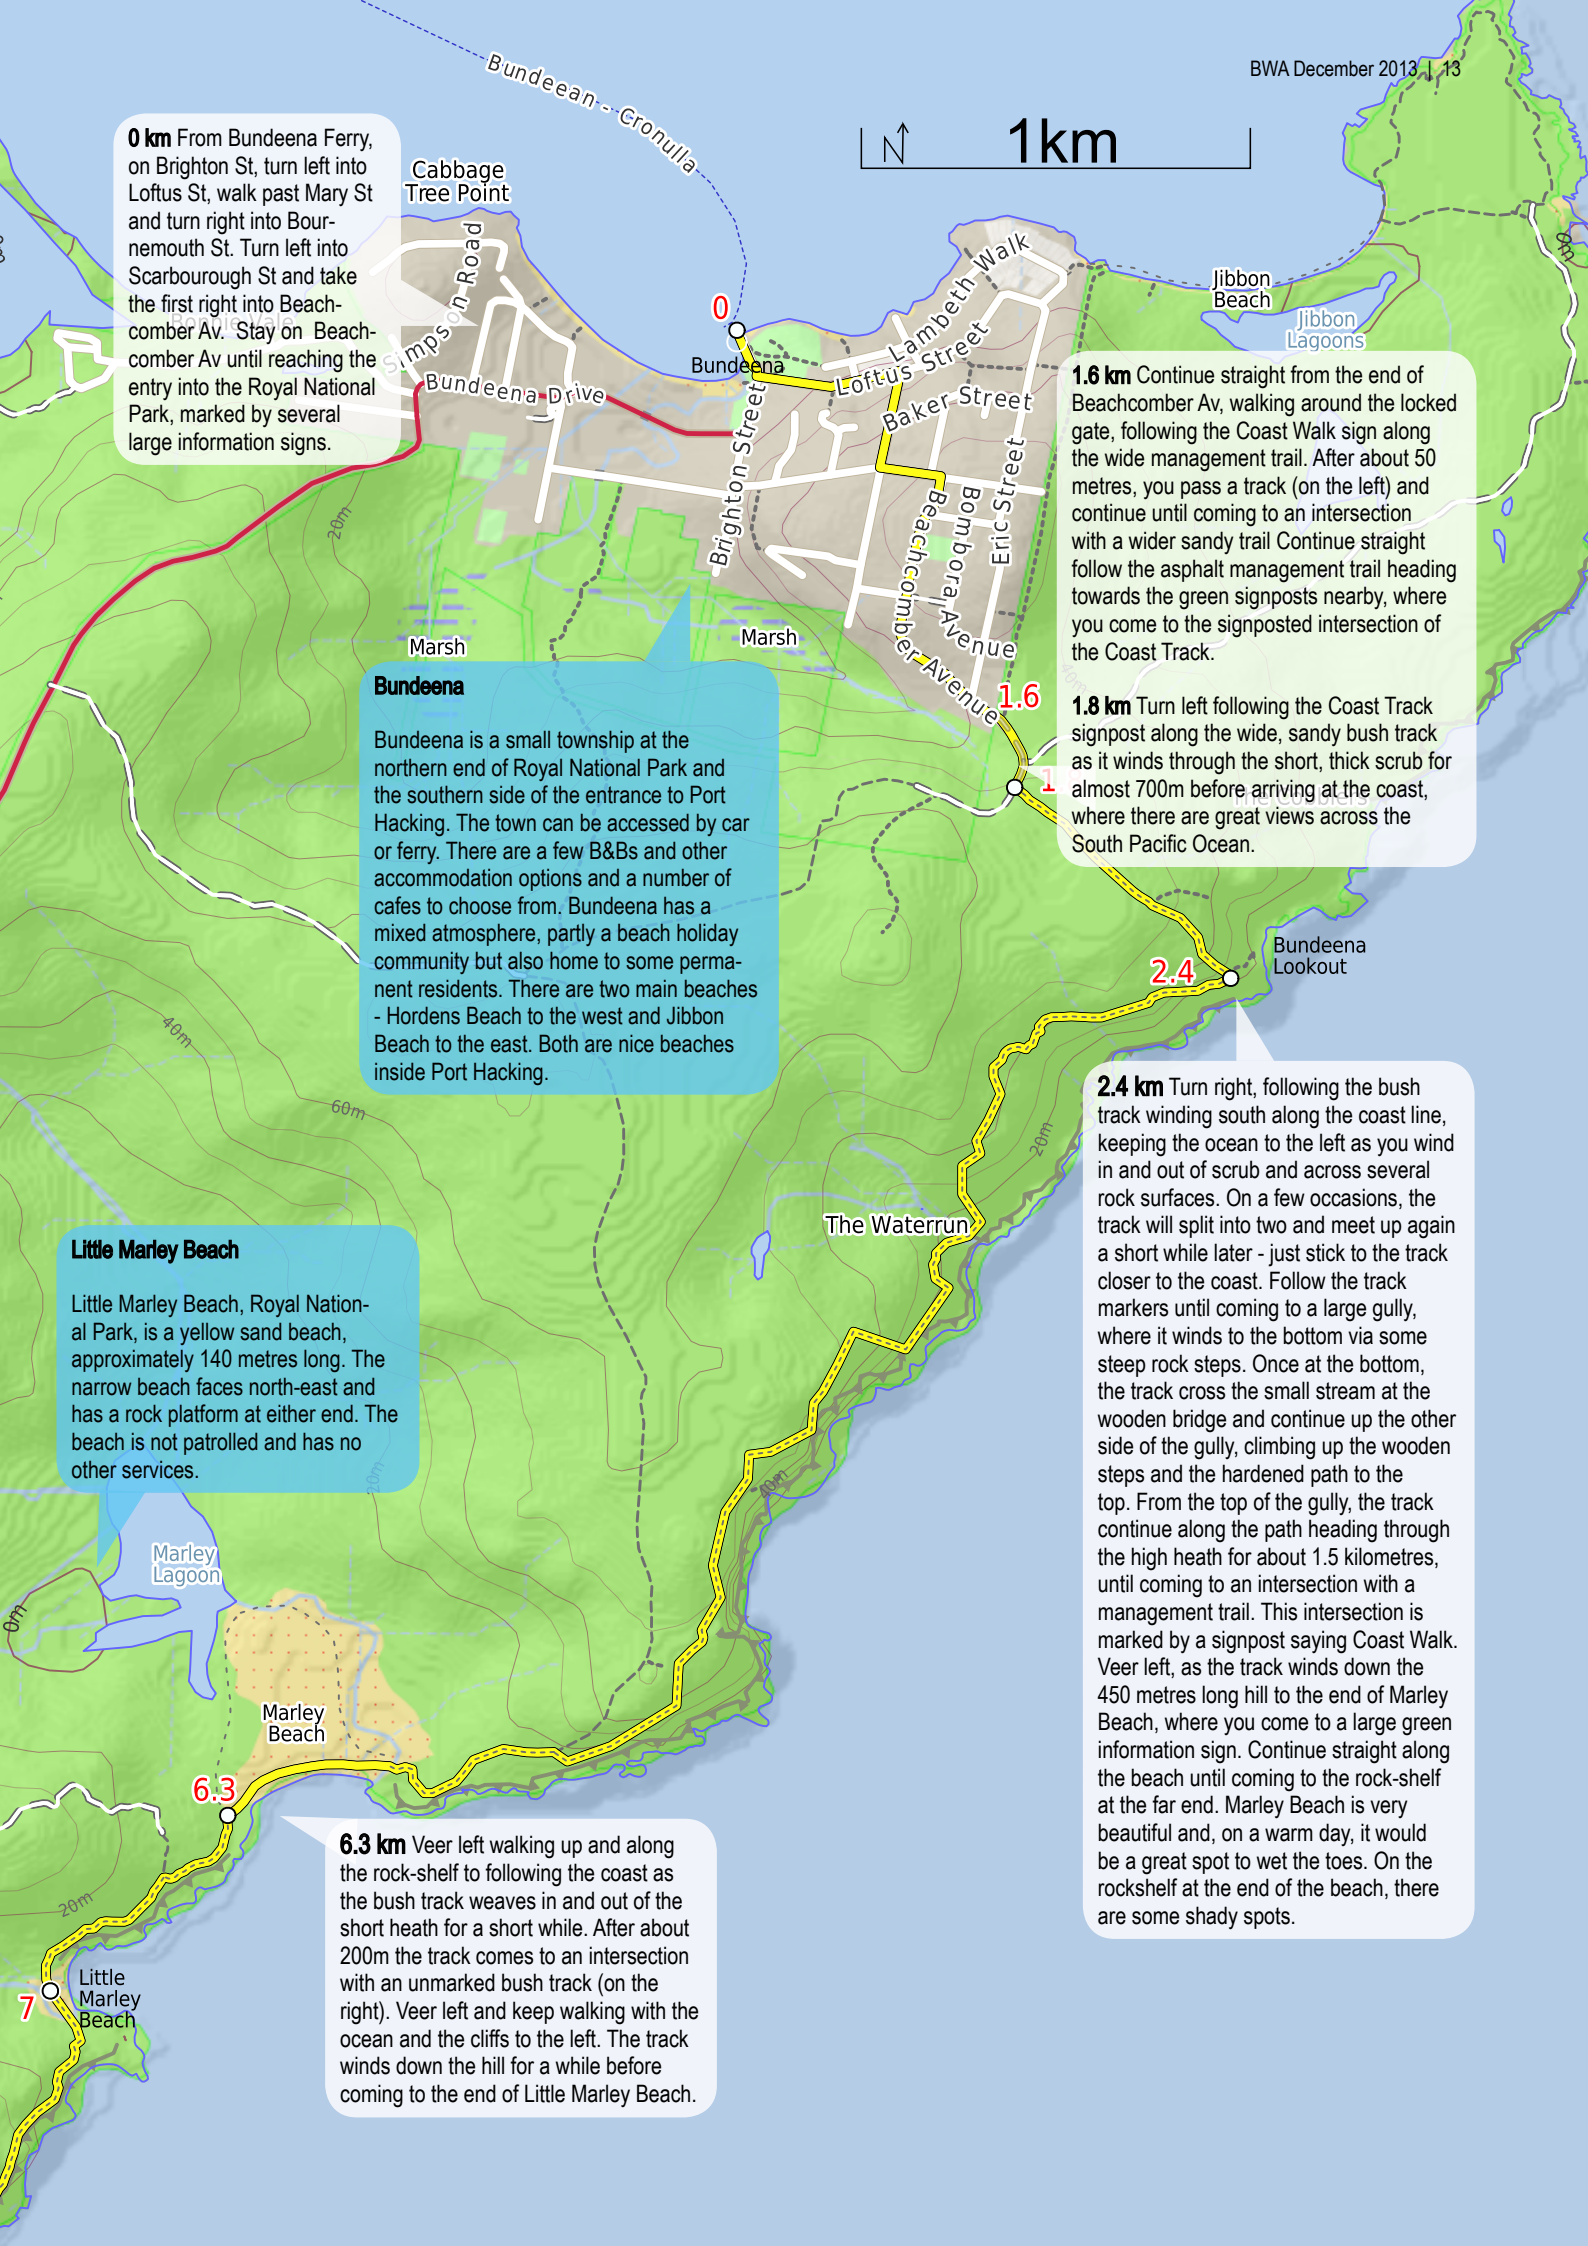 BWA December 2013 | 13
Bundeean - Cronulla
1km
N
0 km From Bundeena Ferry,
on Brighton St, turn left into
Loftus St, walk past Mary St
and turn right into Bour-
nemouth St. Turn left into
Scarbourough St and take
the first right into Beach-
comber Av.  Stay on  Beach-
comber Av until reaching the
entry into the Royal National
Park, marked by several
large information signs.
Cabbage
Tree Point
Simpson Road
Bonnie Vale
Bundeena Drive
0
Bundeena
Brighton Street
Lambeth Walk
Loftus Street
Baker Street
Eric Street
Bombora Avenue
Beachcomber Avenue
Jibbon
Beach
Jibbon
Lagoons
0m
20m
Marsh
Marsh
1.6
1.6 km Continue straight from the end of
Beachcomber Av, walking around the locked
gate, following the Coast Walk sign along
the wide management trail. After about 50
metres, you pass a track (on the left) and
continue until coming to an intersection
with a wider sandy trail Continue straight
follow the asphalt management trail heading
towards the green signposts nearby, where
you come to the signposted intersection of
the Coast Track.
40m
1.8 km Turn left following the Coast Track
signpost along the wide, sandy bush track
as it winds through the short, thick scrub for
almost 700m before arriving at the coast,
where there are great views across the
South Pacific Ocean.
The Cobblers
Bundeena
Bundeena is a small township at the
northern end of Royal National Park and
the southern side of the entrance to Port
Hacking. The town can be accessed by car
or ferry. There are a few B&Bs and other
accommodation options and a number of
cafes to choose from. Bundeena has a
mixed atmosphere, partly a beach holiday
community but also home to some perma-
nent residents. There are two main beaches
- Hordens Beach to the west and Jibbon
Beach to the east. Both are nice beaches
inside Port Hacking.
Bundeena
Lookout
2.4
40m
60m
20m
2.4 km Turn right, following the bush
track winding south along the coast line,
keeping the ocean to the left as you wind
in and out of scrub and across several
rock surfaces. On a few occasions, the
track will split into two and meet up again
a short while later - just stick to the track
closer to the coast. Follow the track
markers until coming to a large gully,
where it winds to the bottom via some
steep rock steps. Once at the bottom,
the track cross the small stream at the
wooden bridge and continue up the other
side of the gully, climbing up the wooden
steps and the hardened path to the
top. From the top of the gully, the track
continue along the path heading through
the high heath for about 1.5 kilometres,
until coming to an intersection with a
management trail. This intersection is
marked by a signpost saying Coast Walk.
Veer left, as the track winds down the
450 metres long hill to the end of Marley
Beach, where you come to a large green
information sign. Continue straight along
the beach until coming to the rock-shelf
at the far end. Marley Beach is very
beautiful and, on a warm day, it would
be a great spot to wet the toes. On the
rockshelf at the end of the beach, there
are some shady spots.
The Waterrun
Little Marley Beach
Little Marley Beach, Royal Nation-
al Park, is a yellow sand beach,
approximately 140 metres long. The
narrow beach faces north-east and
has a rock platform at either end. The
beach is not patrolled and has no
other services.
20m
40m
Marley
Lagoon
0m
Marley
Beach
6.3
6.3 km Veer left walking up and along
the rock-shelf to following the coast as
the bush track weaves in and out of the
short heath for a short while. After about
200m the track comes to an intersection
with an unmarked bush track (on the
right). Veer left and keep walking with the
ocean and the cliffs to the left. The track
winds down the hill for a while before
coming to the end of Little Marley Beach.
20m
Little
Marley
Beach
7